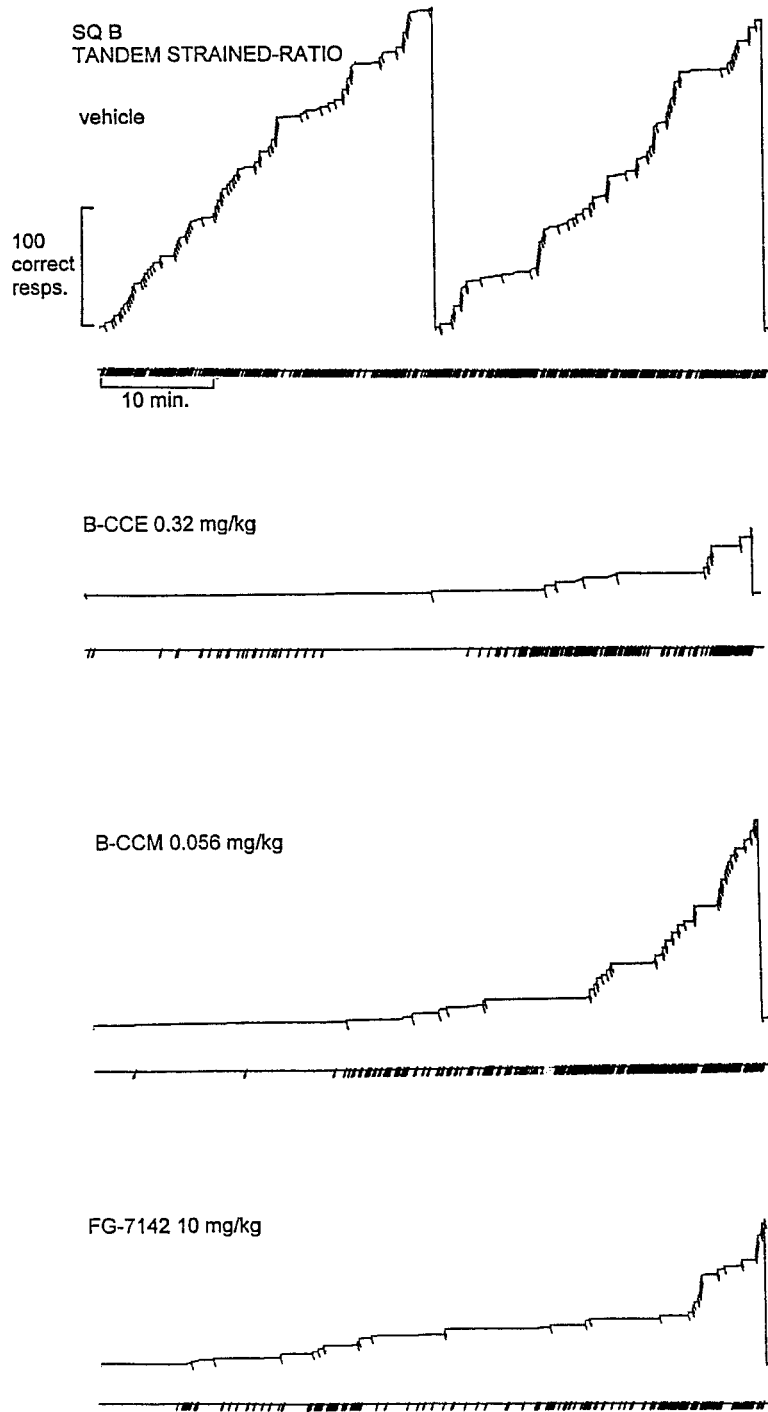 SQ B
TANDEM STRAINED-RATIO
vehicle
100
correct
resps.
10 min.
B-CCE 0.32 mg/kg
B-CCM 0.056 mg/kg
FG-7142 10 mg/kg